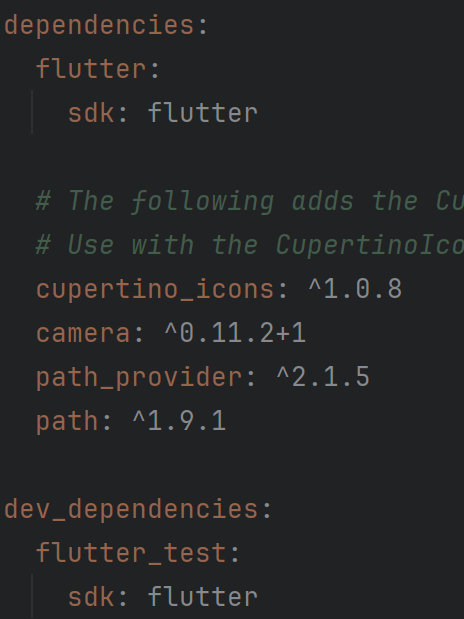 dependencies:
  flutter:
    sdk: flutter

  # The following adds the Cu
  # Use with the CupertinoIco
  cupertino_icons: ^1.0.8
  camera: ^0.11.2+1
  path_provider: ^2.1.5
  path: ^1.9.1

dev_dependencies:
  flutter_test:
    sdk: flutter